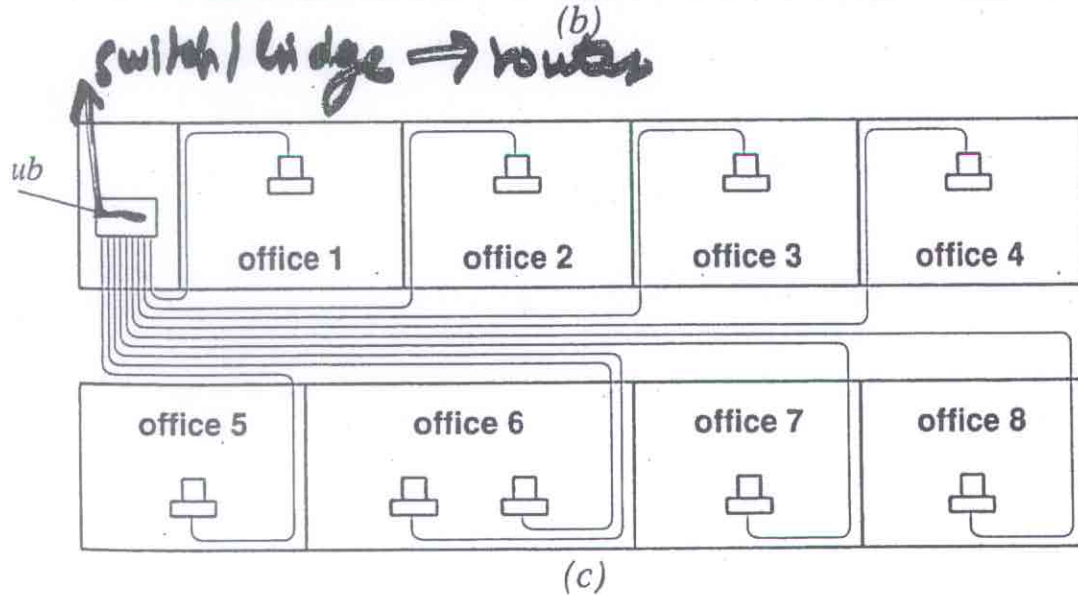 (b)
switch/bridge → router
ub
office 1 office 2 office 3 office 4
office 5 office 6 office 7 office 8
(c)